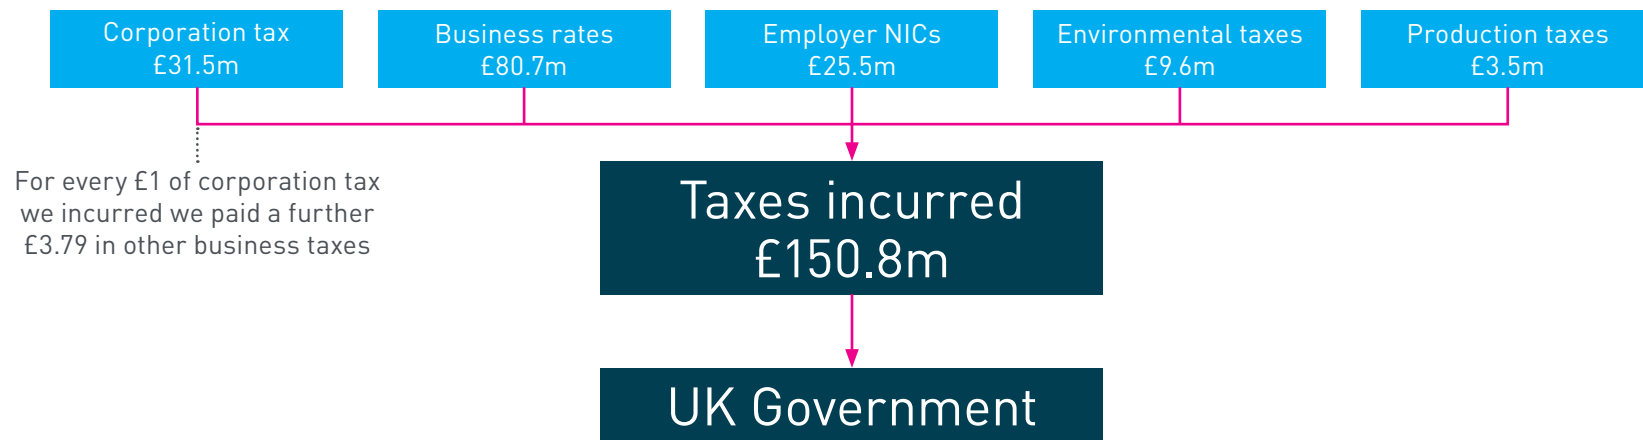 Corporation tax
£31.5m
Business rates
£80.7m
Employer NICs
£25.5m
Environmental taxes
£9.6m
Production taxes
£3.5m
For every £1 of corporation tax
we incurred we paid a further
£3.79 in other business taxes
Taxes incurred
£150.8m
UK Government